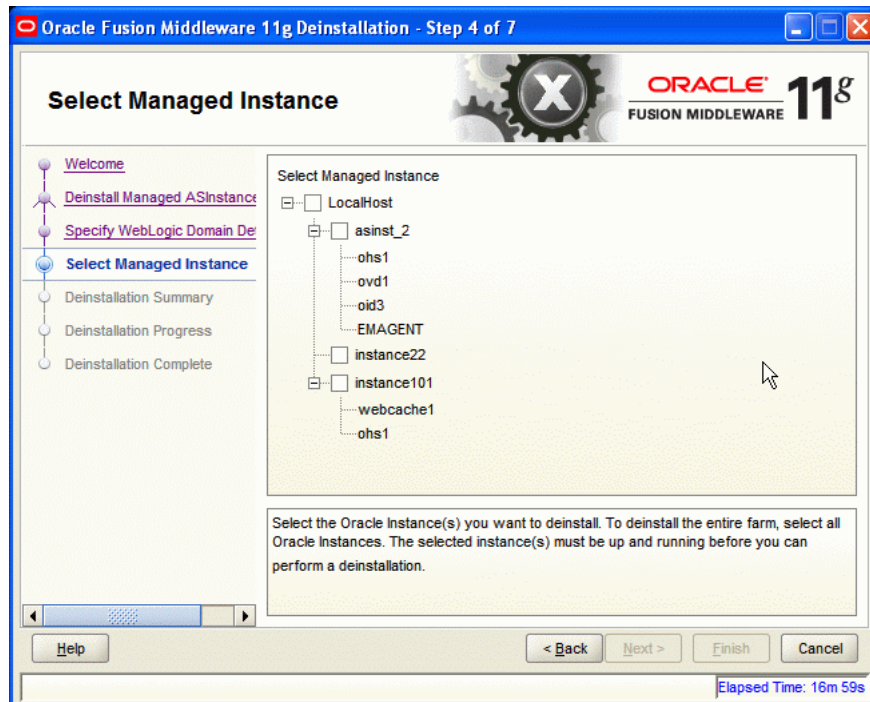 Oracle Fusion Middleware 11g Deinstallation - Step 4 of 7
Select Managed Instance
ORACLE
FUSION MIDDLEWARE
11g
Welcome
Deinstall Managed ASInstance
Specify WebLogic Domain De
Select Managed Instance
Deinstallation Summary
Deinstallation Progress
Deinstallation Complete
Select Managed Instance
LocalHost
asinst_2
ohs1
ovd1
oid3
EMAGENT
instance22
instance101
webcache1
ohs1
Select the Oracle Instance(s) you want to deinstall. To deinstall the entire farm, select all
Oracle Instances. The selected instance(s) must be up and running before you can
perform a deinstallation.
Help
< Back
Next >
Finish
Cancel
Elapsed Time: 16m 59s